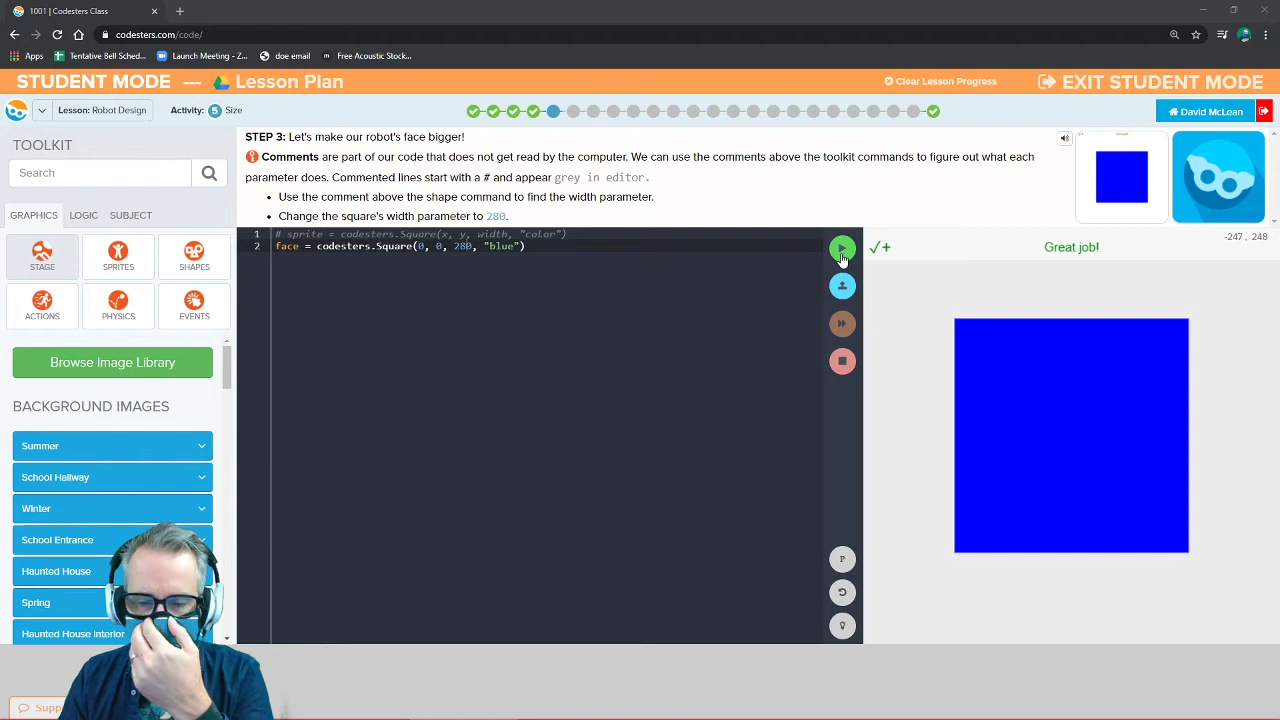 1001 | Codesters Class
codesters.com/code/
Apps
Tentative Bell Sched...
Launch Meeting - Z...
doe email
Free Acoustic Stock...
STUDENT MODE --- Lesson Plan
Clear Lesson Progress
EXIT STUDENT MODE
Lesson: Robot Design
Activity: 5 Size
David McLean
TOOLKIT
Search
GRAPHICS LOGIC SUBJECT
STAGE SPRITES SHAPES
ACTIONS PHYSICS EVENTS
Browse Image Library
BACKGROUND IMAGES
Summer
School Hallway
Winter
School Entrance
Haunted House
Spring
Haunted House Interior
STEP 3: Let's make our robot's face bigger!
Comments are part of our code that does not get read by the computer. We can use the comments above the toolkit commands to figure out what each
parameter does. Commented lines start with a # and appear grey in editor.
• Use the comment above the shape command to find the width parameter.
• Change the square's width parameter to 280.
1 # sprite = codesters.Square(x, y, width, "color")
2 face = codesters.Square(0, 0, 280, "blue")
P
-247, 248
✓+ Great job!